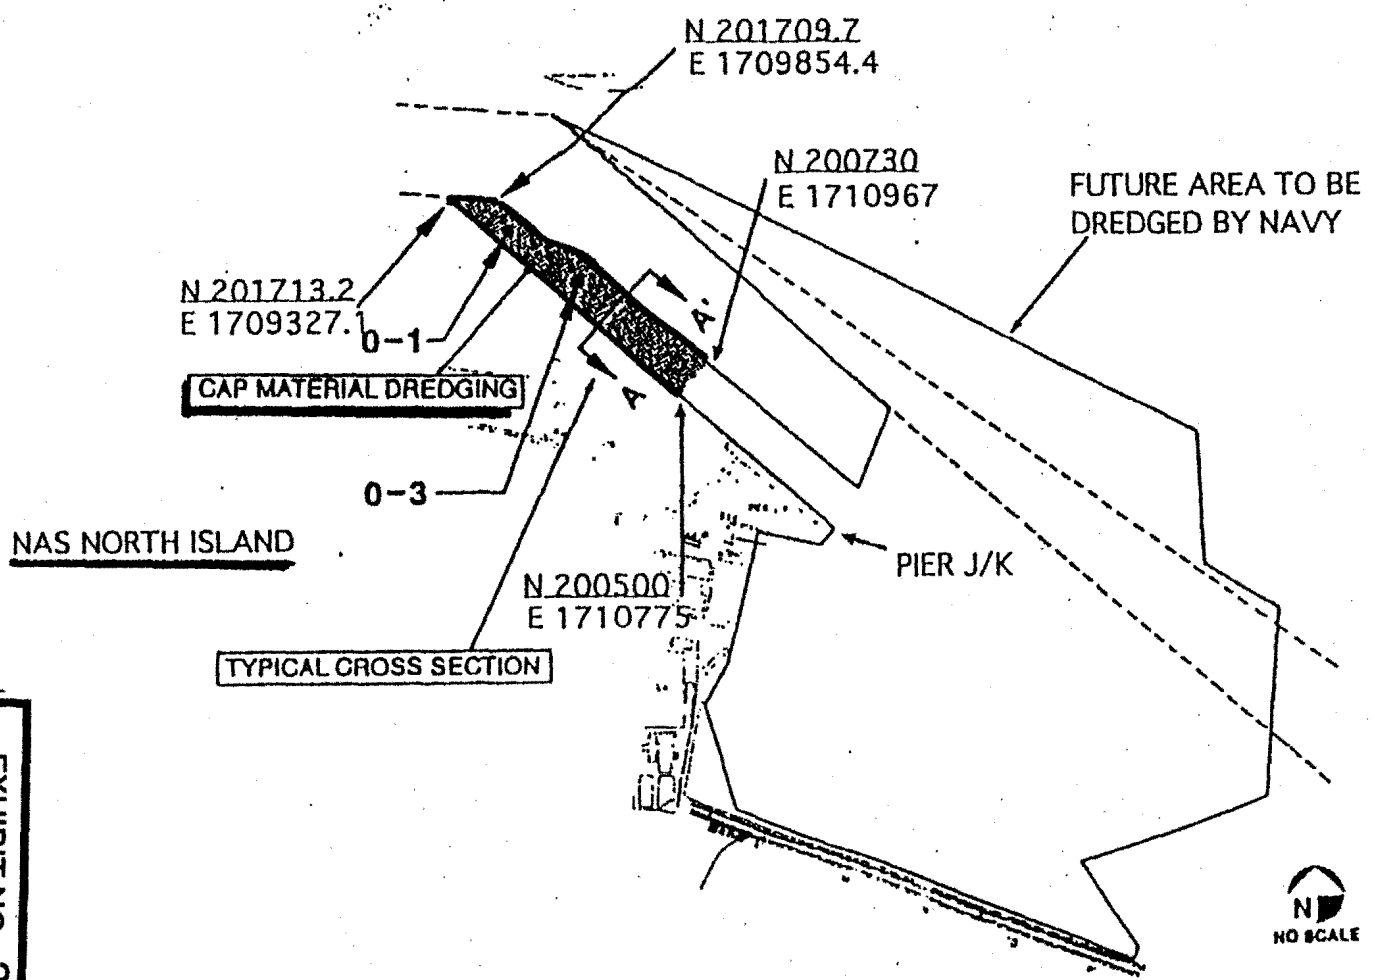 N 201709.7
E 1709854.4
N 200730
E 1710967
FUTURE AREA TO BE
DREDGED BY NAVY
N 201713.2
E 1709327.1
0-1
A'
CAP MATERIAL DREDGING
A
0-3
NAS NORTH ISLAND
PIER J/K
N 200500
E 1710775
TYPICAL CROSS SECTION
N
NO SCALE